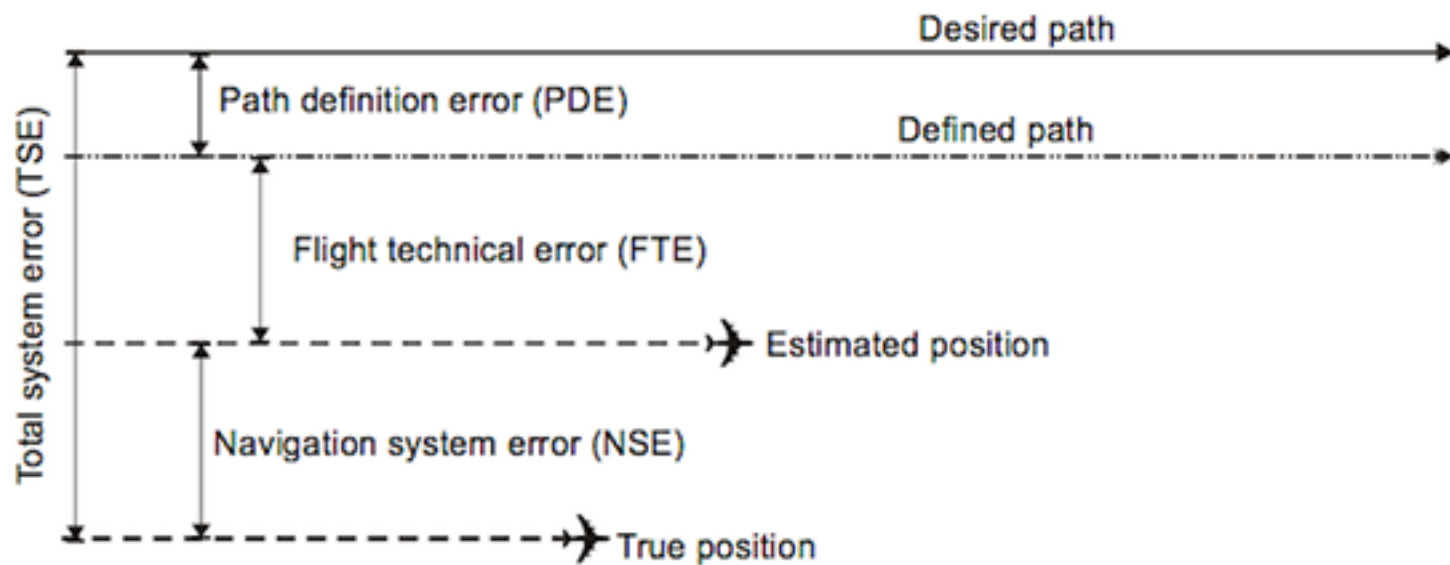 Desired path
Path definition error (PDE)
Defined path
Total system error (TSE)
Flight technical error (FTE)
Estimated position
Navigation system error (NSE)
True position